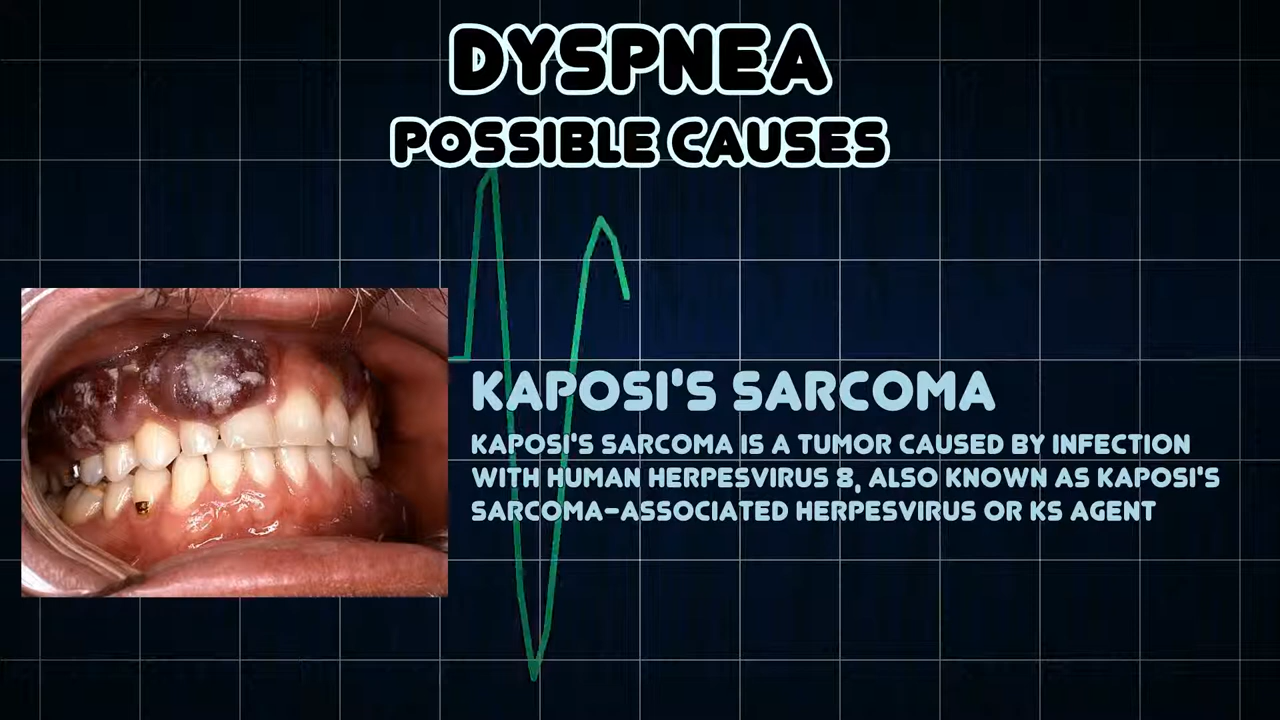 DYSPNEA
POSSIBLE CAUSES
KAPOSI'S SARCOMA
KAPOSI'S SARCOMA IS A TUMOR CAUSED BY INFECTION
WITH HUMAN HERPESVIRUS 8, ALSO KNOWN AS KAPOSI'S
SARCOMA-ASSOCIATED HERPESVIRUS OR KS AGENT